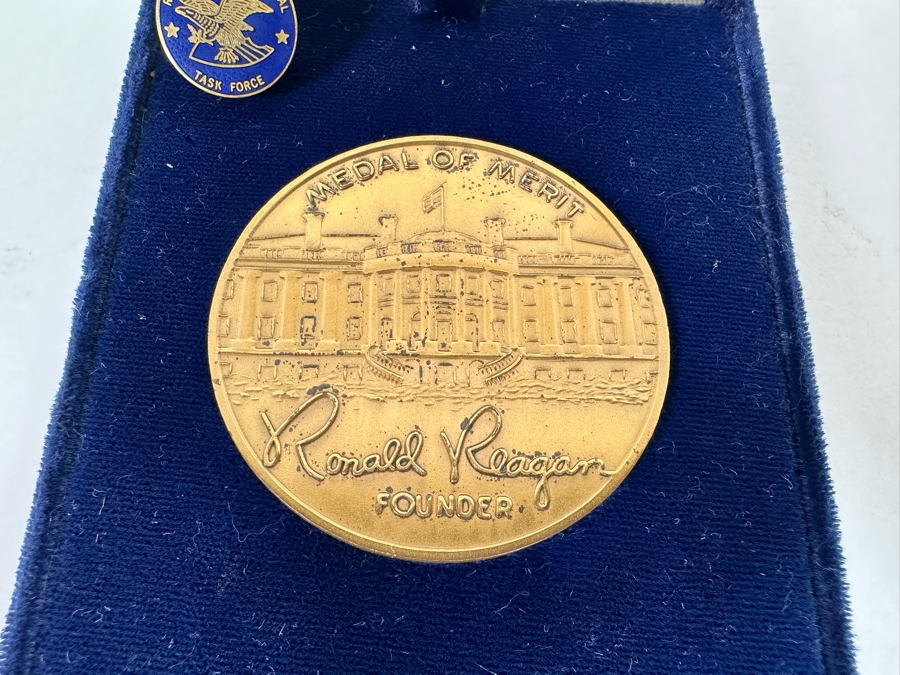 TASK FORCE
MEDAL OF MERIT
Ronald Reagan
FOUNDER